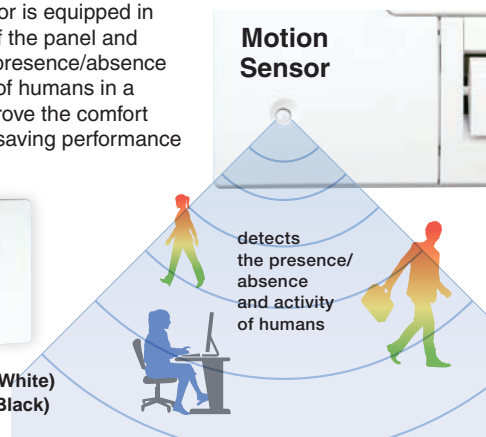 or is equipped in
the panel and
presence/absence
of humans in a
rove the comfort
saving performance
Motion
Sensor
detects
the presence/
absence
and activity
of humans
White)
Black)